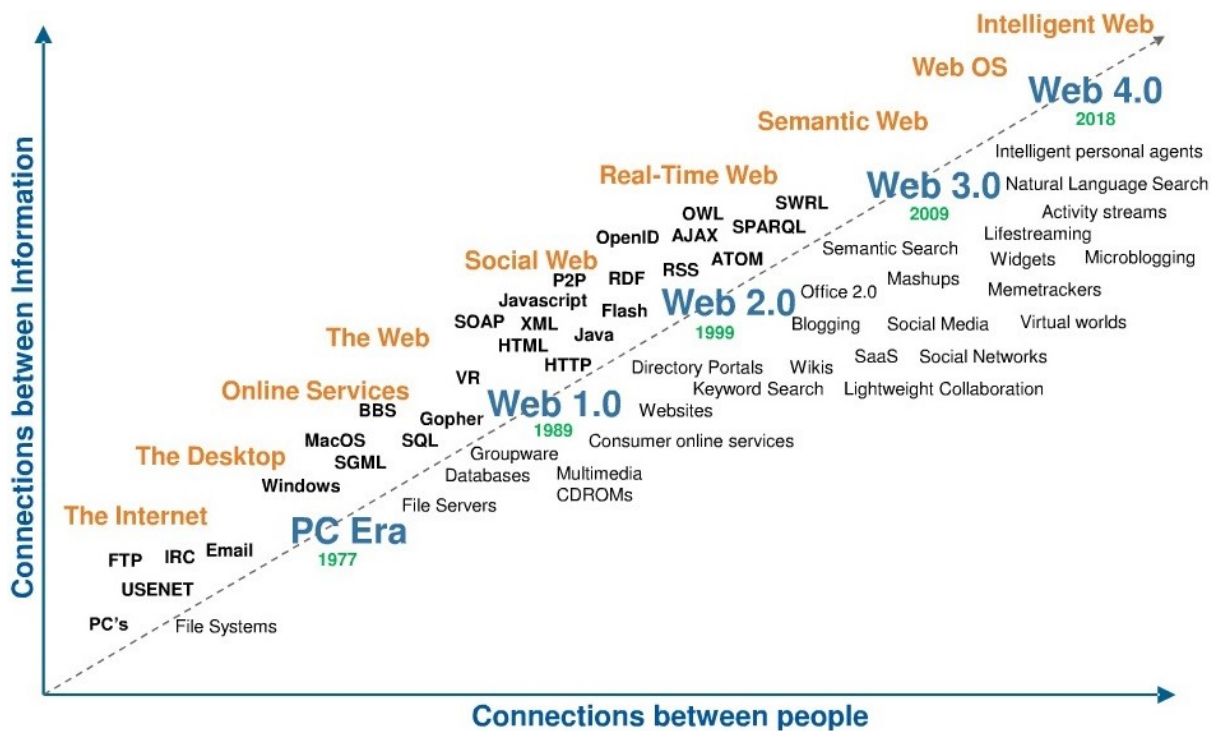 Intelligent Web
Web OS
Web 4.0
2018
Semantic Web
Intelligent personal agents
Real-Time Web
Web 3.0
Natural Language Search
2009
SWRL
OWL
SPARQL
Activity streams
OpenID
AJAX
Lifestreaming
Semantic Search
Social Web
ATOM
Widgets
Microblogging
P2P
RDF
RSS
Mashups
Office 2.0
Memetrackers
Javascript
Flash
Web 2.0
1999
SOAP
XML
Java
Blogging
Social Media
Virtual worlds
The Web
HTML
HTTP
Directory Portals
Wikis
SaaS
Social Networks
VR
Keyword Search
Lightweight Collaboration
Online Services
BBS
Gopher
Web 1.0
1989
Websites
MacOS
SQL
Consumer online services
The Desktop
SGML
Groupware
Windows
Databases
Multimedia
CDROMs
File Servers
The Internet
PC Era
1977
FTP
IRC
Email
USENET
PC's
File Systems
Connections between Information
Connections between people